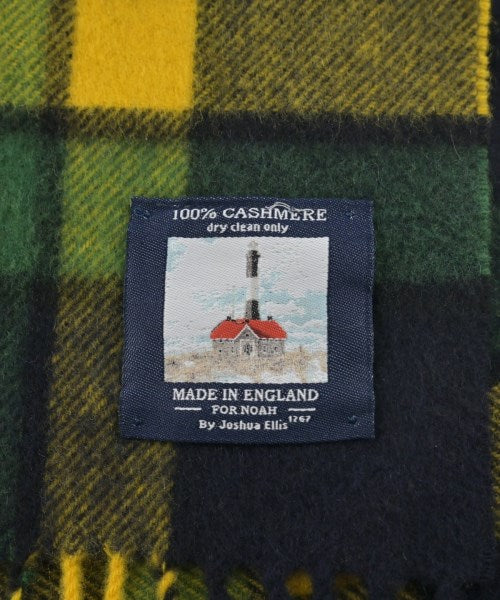 100% CASHMERE
dry clean only
MADE IN ENGLAND
FOR NOAH
By Joshua Ellis 1767